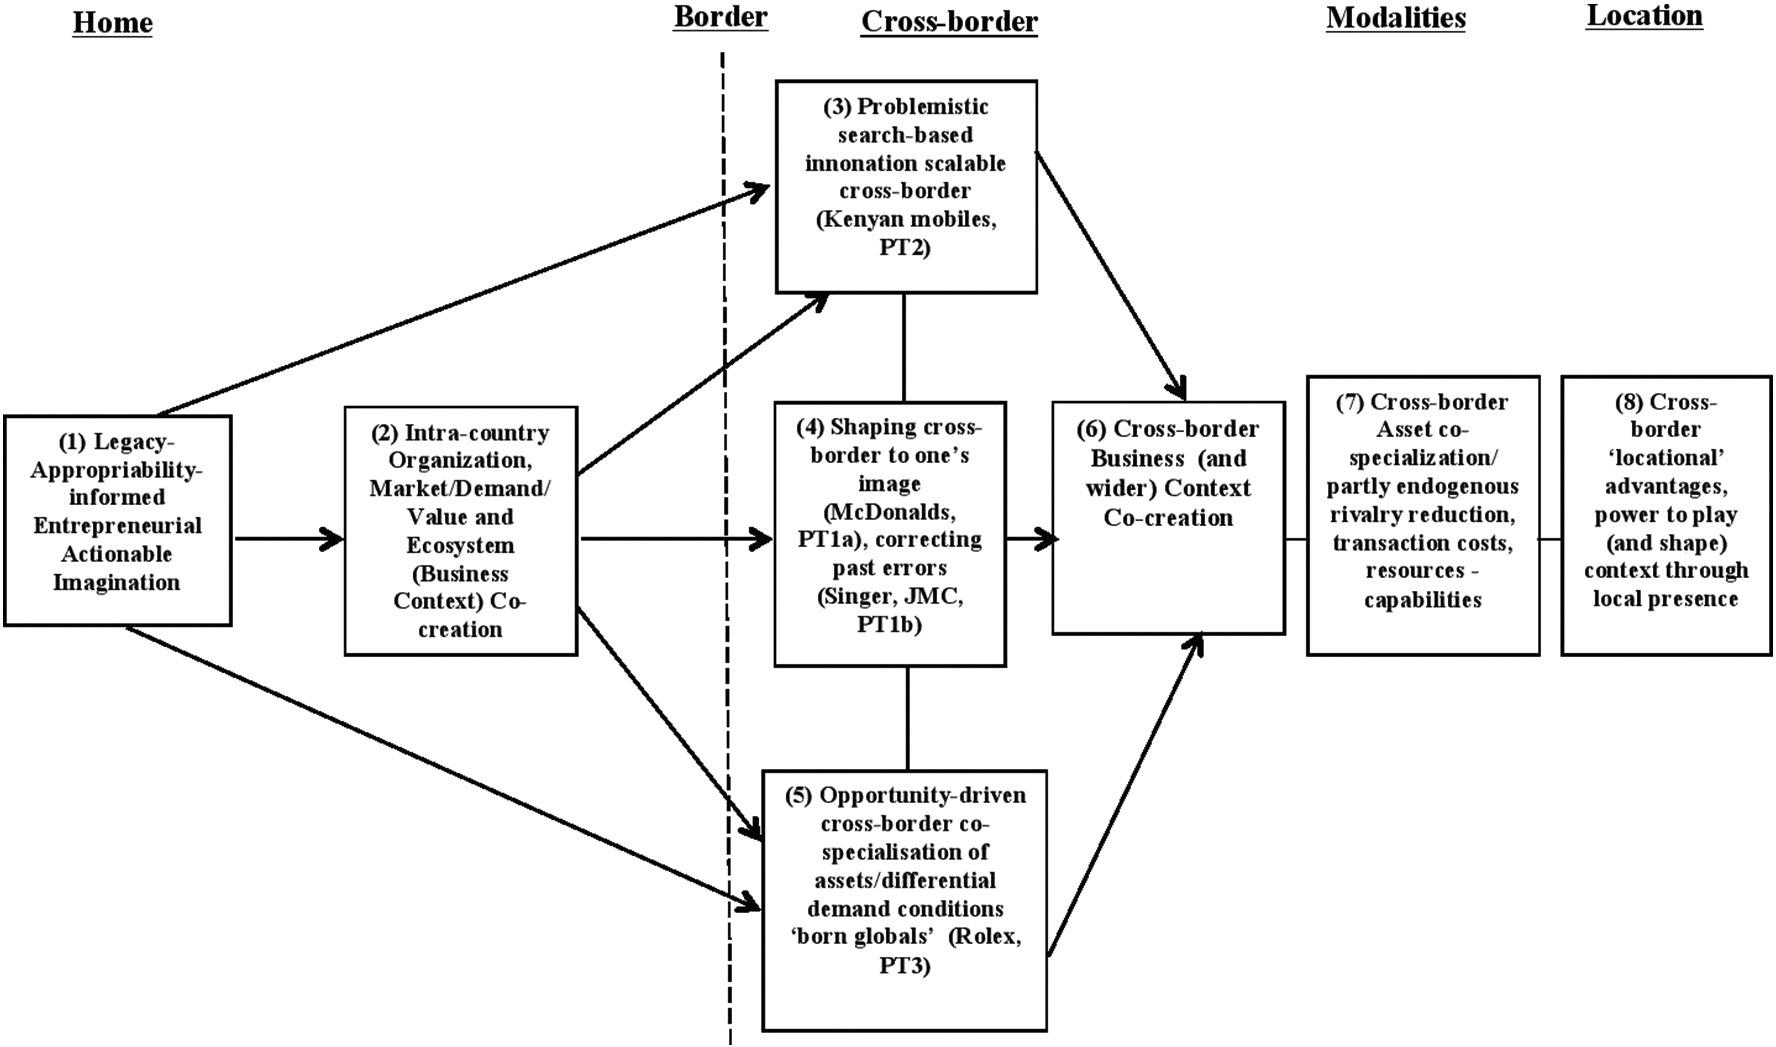 Home
Border
Cross-border
Modalities
Location
(1) Legacy-
Appropriability-
informed
Entrepreneurial
Actionable
Imagination
(2) Intra-country
Organization,
Market/Demand/
Value and
Ecosystem
(Business
Context) Co-
creation
(3) Problemistic
search-based
innonation scalable
cross-border
(Kenyan mobiles,
PT2)
(4) Shaping cross-
border to one’s
image
(McDonalds,
PT1a), correcting
past errors
(Singer, JMC,
PT1b)
(5) Opportunity-driven
cross-border co-
specialisation of
assets/differential
demand conditions
‘born globals’ (Rolex,
PT3)
(6) Cross-border
Business (and
wider) Context
Co-creation
(7) Cross-border
Asset co-
specialization/
partly endogenous
rivalry reduction,
transaction costs,
resources -
capabilities
(8) Cross-
border
‘locational’
advantages,
power to play
(and shape)
context through
local presence